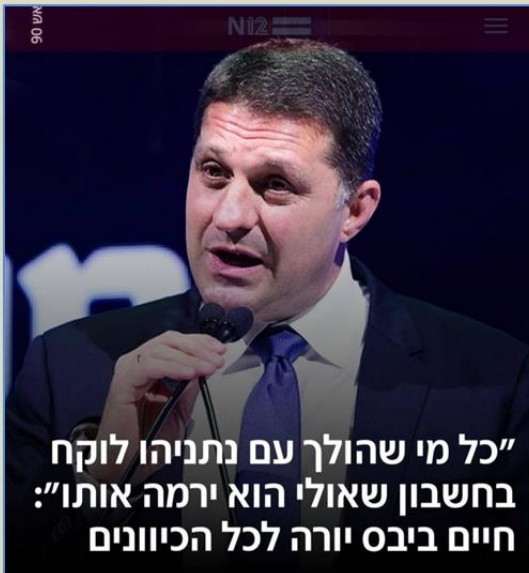 N12
"כל מי שהולך עם נתניהו לוקח
בחשבון שאולי הוא ירמה אותו":
חיים ביבס יורה לכל הכיוונים